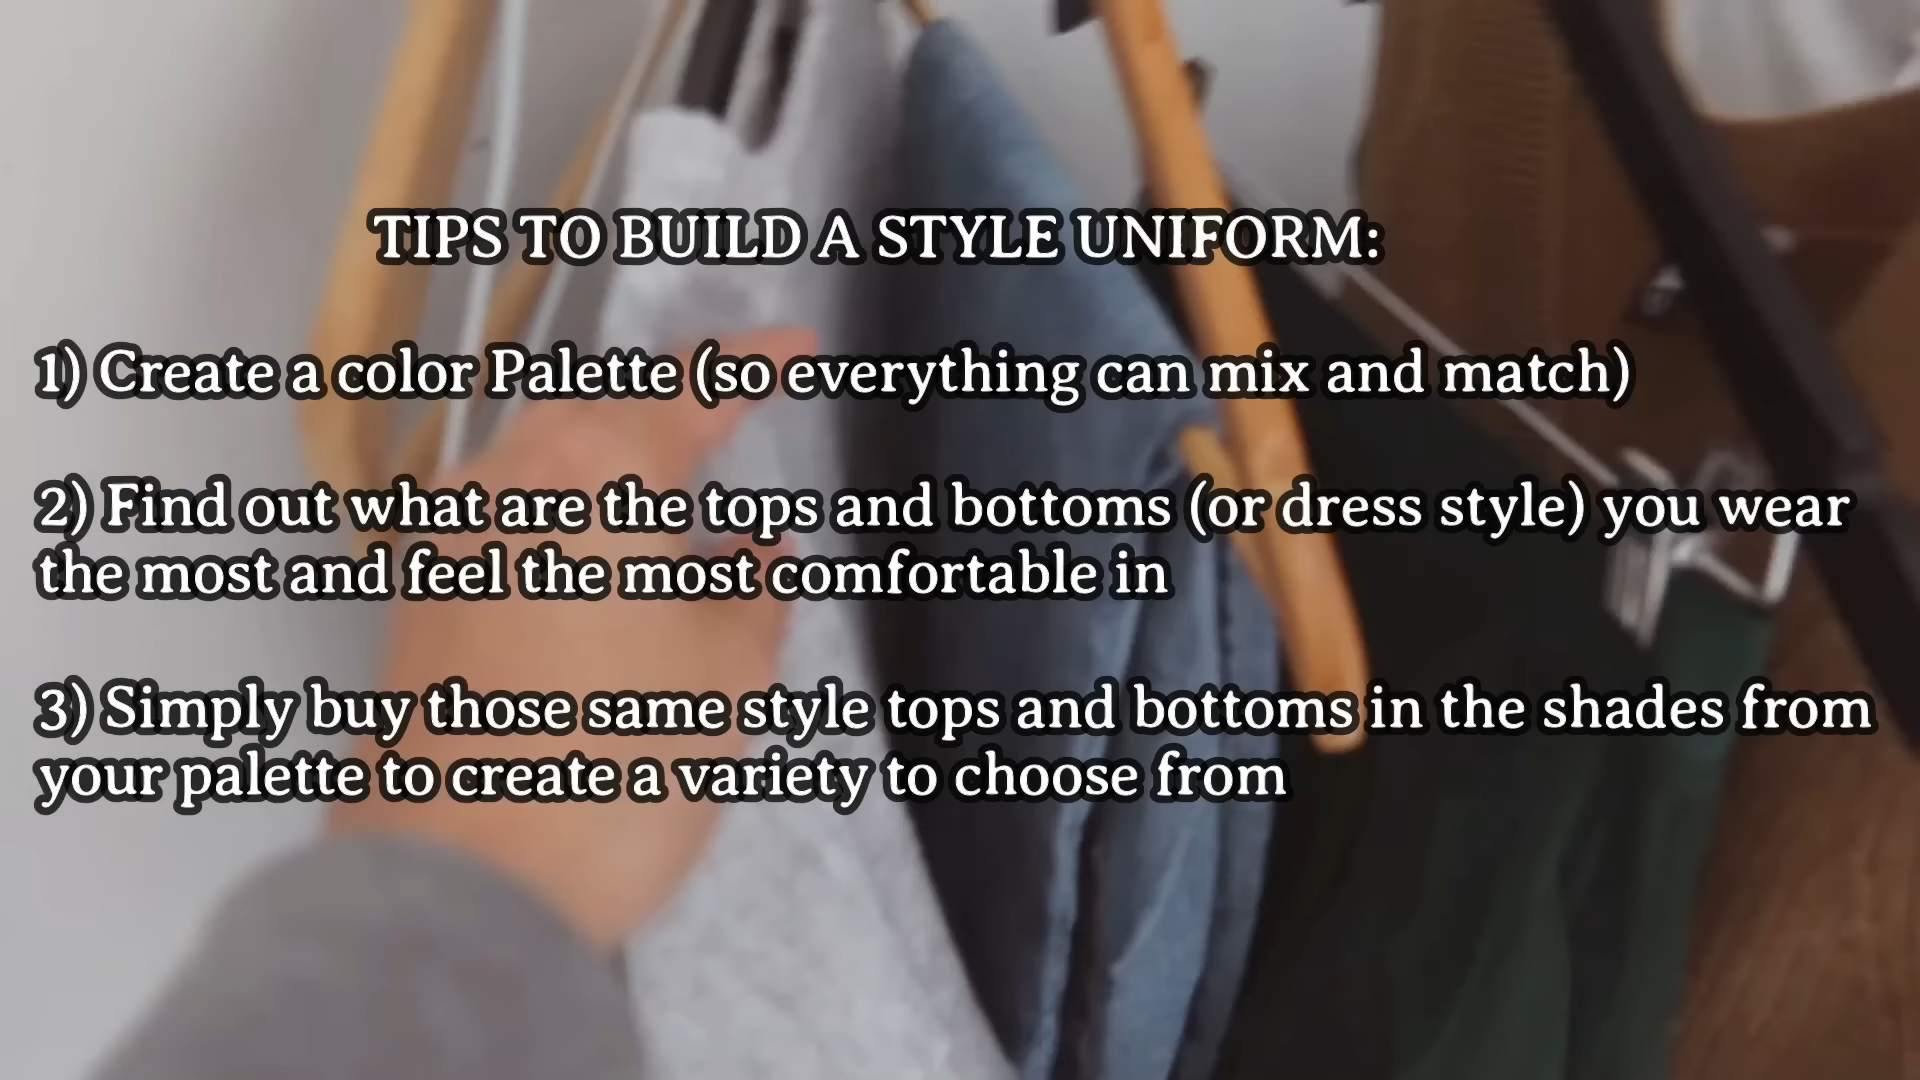 TIPS TO BUILD A STYLE UNIFORM:
1) Create a color Palette (so everything can mix and match)
2) Find out what are the tops and bottoms (or dress style) you wear
the most and feel the most comfortable in
3) Simply buy those same style tops and bottoms in the shades from
your palette to create a variety to choose from